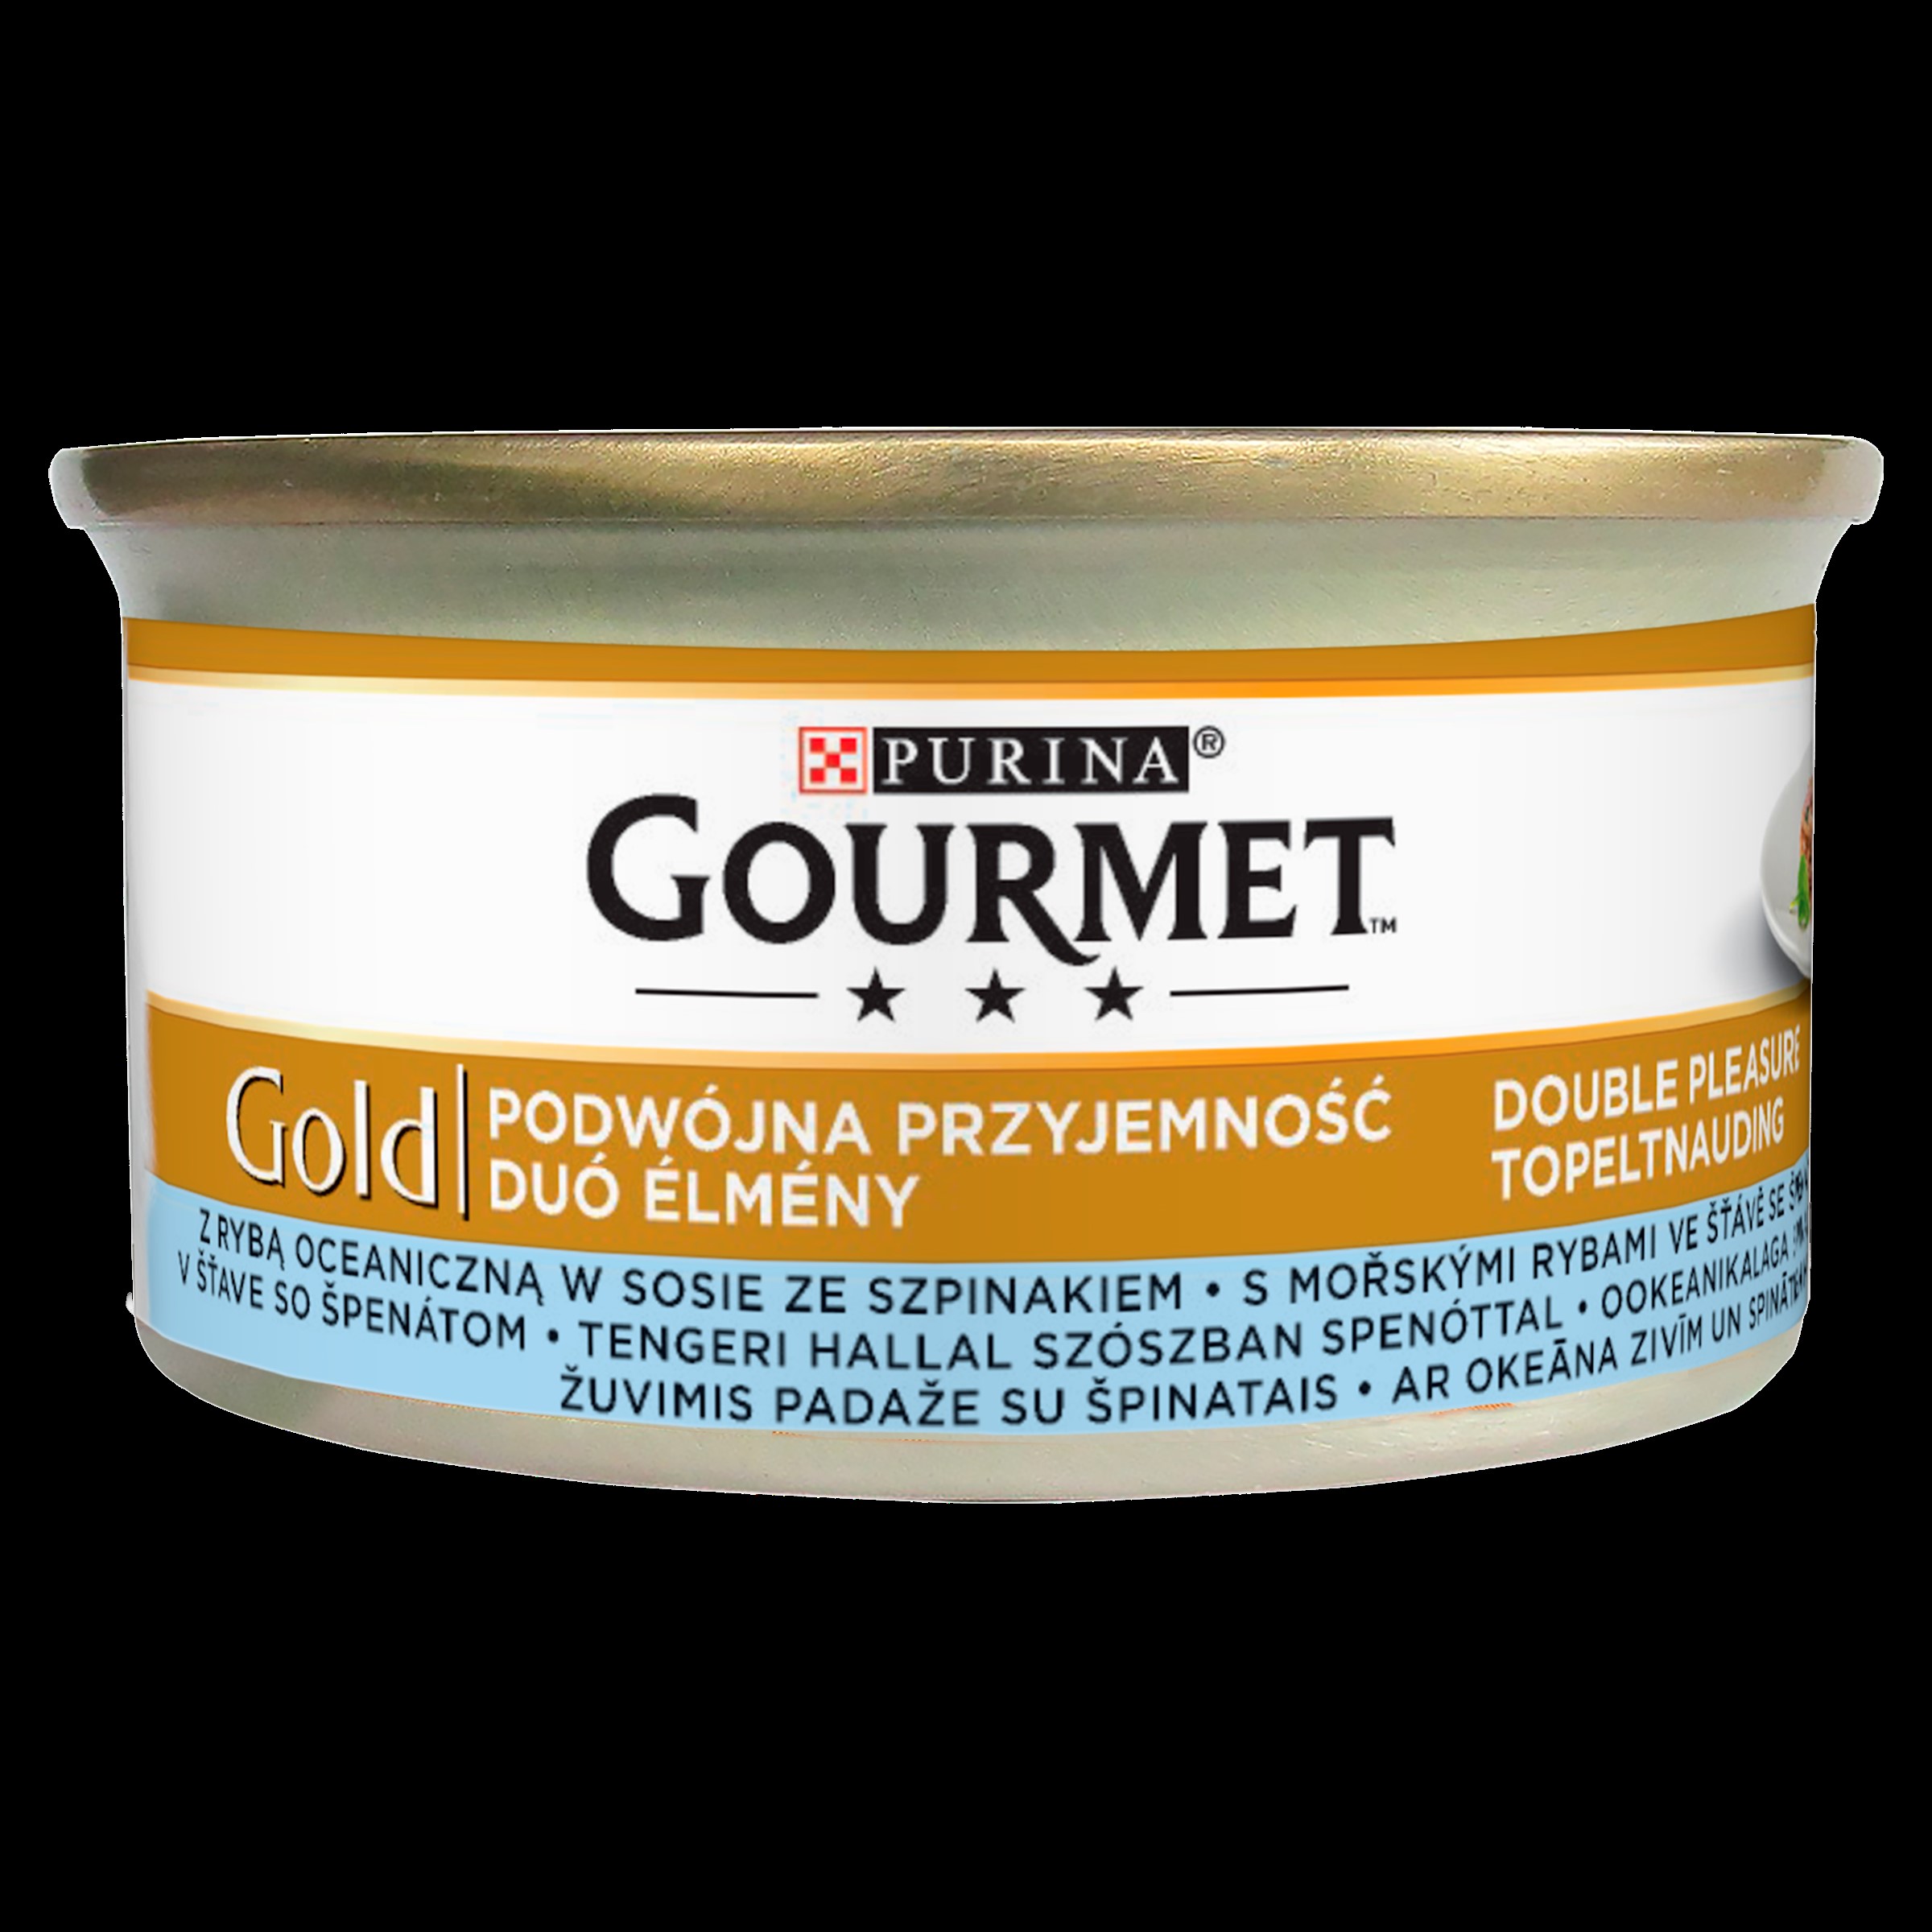 PURINA®
GOURMET™
Gold
PODWÓJNA PRZYJEMNOŚĆ
DUÓ ÉLMÉNY
DOUBLE PLEASURE
TOPELTNAUDING
Z RYBĄ OCEANICZNĄ W SOSIE ZE SZPINAKIEM • S MOŘSKÝMI RYBAMI VE ŠŤÁVĚ SE
V ŠŤAVE SO ŠPENÁTOM • TENGERI HALLAL SZÓSZBAN SPENÓTTAL • OOKEANIKALAGA
ŽUVIMIS PADAŽE SU ŠPINATAIS • AR OKEĀNA ZIVĪM UN